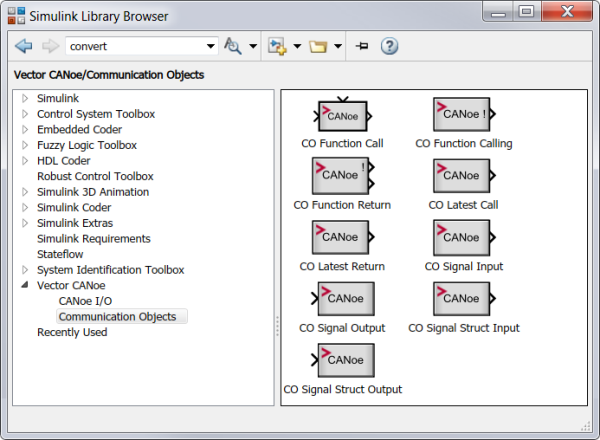 Simulink Library Browser
convert
Vector CANoe/Communication Objects
Simulink
Control System Toolbox
Embedded Coder
Fuzzy Logic Toolbox
HDL Coder
Robust Control Toolbox
Simulink 3D Animation
Simulink Coder
Simulink Extras
Simulink Requirements
Stateflow
System Identification Toolbox
Vector CANoe
CANoe I/O
Communication Objects
Recently Used
CANoe CANoe !
CO Function Call CO Function Calling
CANoe ! CANoe
CO Function Return CO Latest Call
CANoe CANoe
CO Latest Return CO Signal Input
CANoe CANoe
CO Signal Output CO Signal Struct Input
CANoe
CO Signal Struct Output